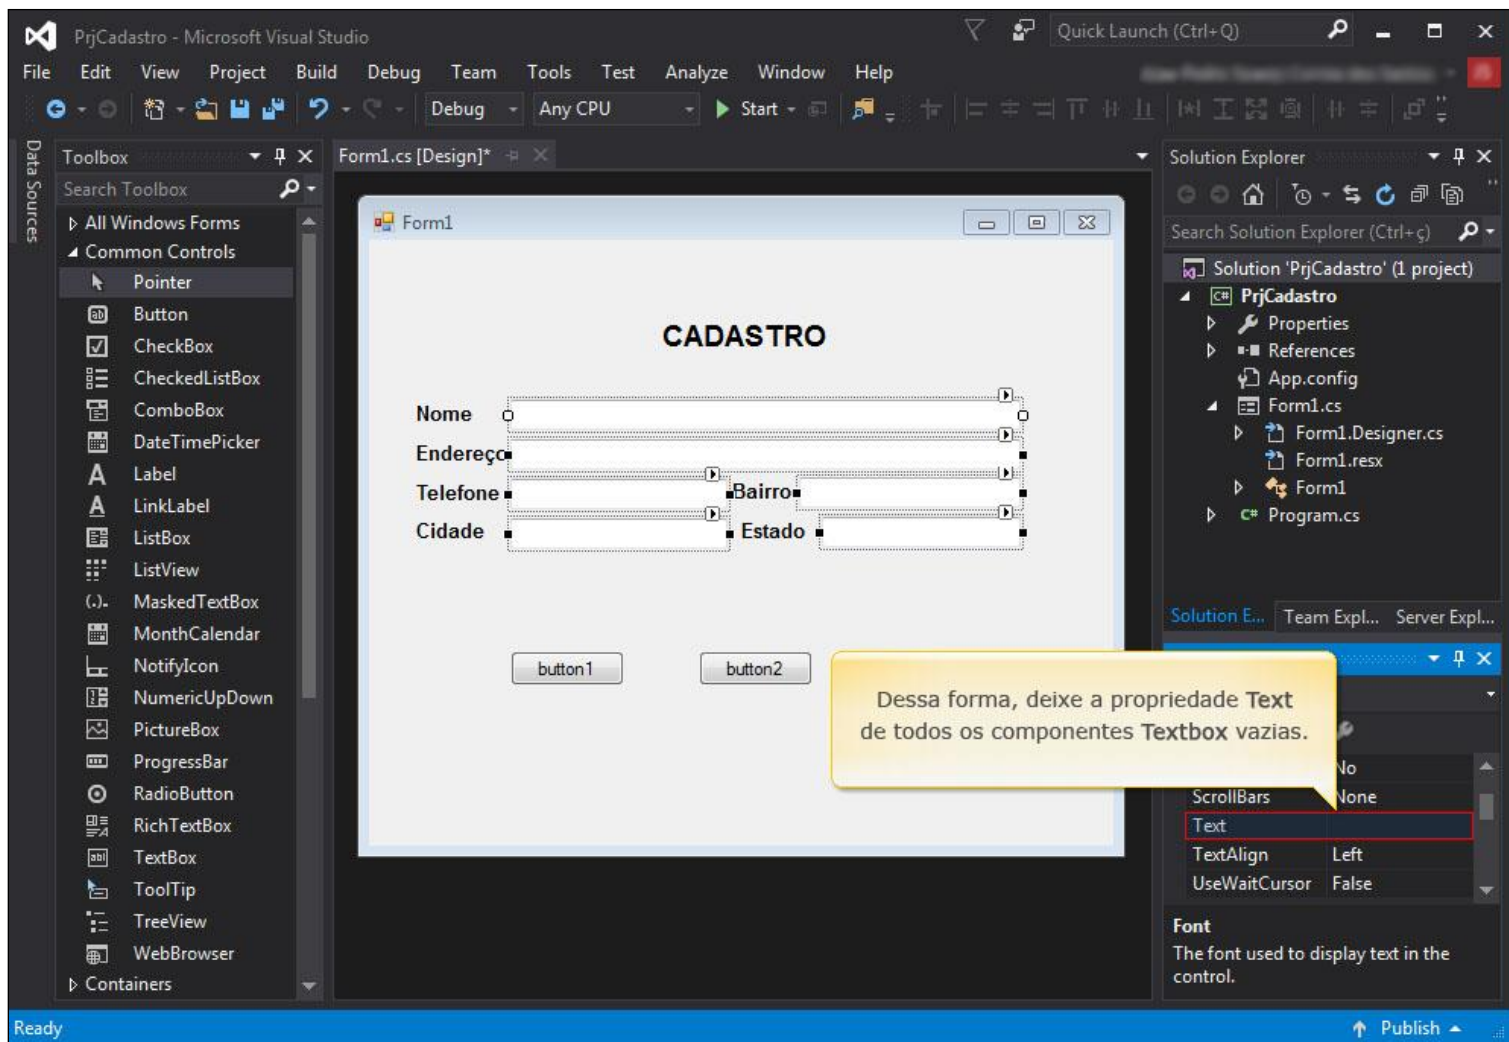 PrjCadastro - Microsoft Visual Studio
Quick Launch (Ctrl+Q)
File Edit View Project Build Debug Team Tools Test Analyze Window Help
Debug Any CPU Start
Data Sources
Toolbox
Search Toolbox
All Windows Forms
Common Controls
Pointer
Button
CheckBox
CheckedListBox
ComboBox
DateTimePicker
Label
LinkLabel
ListBox
ListView
MaskedTextBox
MonthCalendar
NotifyIcon
NumericUpDown
PictureBox
ProgressBar
RadioButton
RichTextBox
TextBox
ToolTip
TreeView
WebBrowser
Containers
Form1.cs [Design]*
Form1
CADASTRO
Nome
Endereço
Telefone Bairro
Cidade Estado
button1 button2
Dessa forma, deixe a propriedade Text
de todos os componentes Textbox vazias.
Solution Explorer
Search Solution Explorer (Ctrl+ç)
Solution 'PrjCadastro' (1 project)
C# PrjCadastro
Properties
References
App.config
Form1.cs
Form1.Designer.cs
Form1.resx
Form1
C# Program.cs
Solution E... Team Expl... Server Expl...
No
ScrollBars None
Text
TextAlign Left
UseWaitCursor False
Font
The font used to display text in the
control.
Ready
Publish